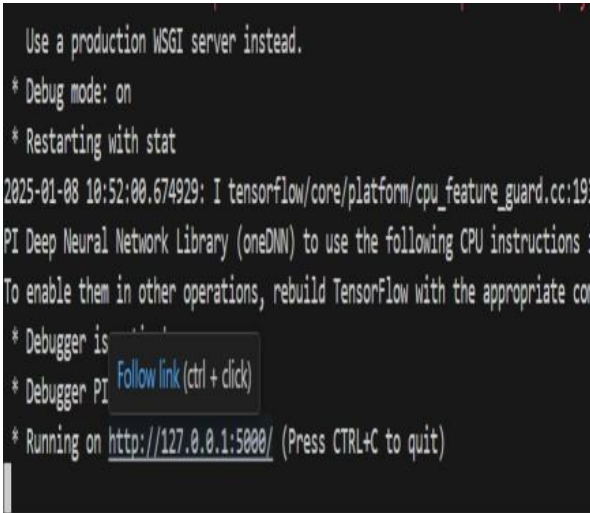 Use a production WSGI server instead.
* Debug mode: on
* Restarting with stat
2025-01-08 10:52:00.674929: I tensorflow/core/platform/cpu_feature_guard.cc:193
PI Deep Neural Network Library (oneDNN) to use the following CPU instructions
To enable them in other operations, rebuild TensorFlow with the appropriate
* Debugger is
Follow link (ctrl + click)
* Debugger PI
* Running on http://127.0.0.1:5000/ (Press CTRL+C to quit)